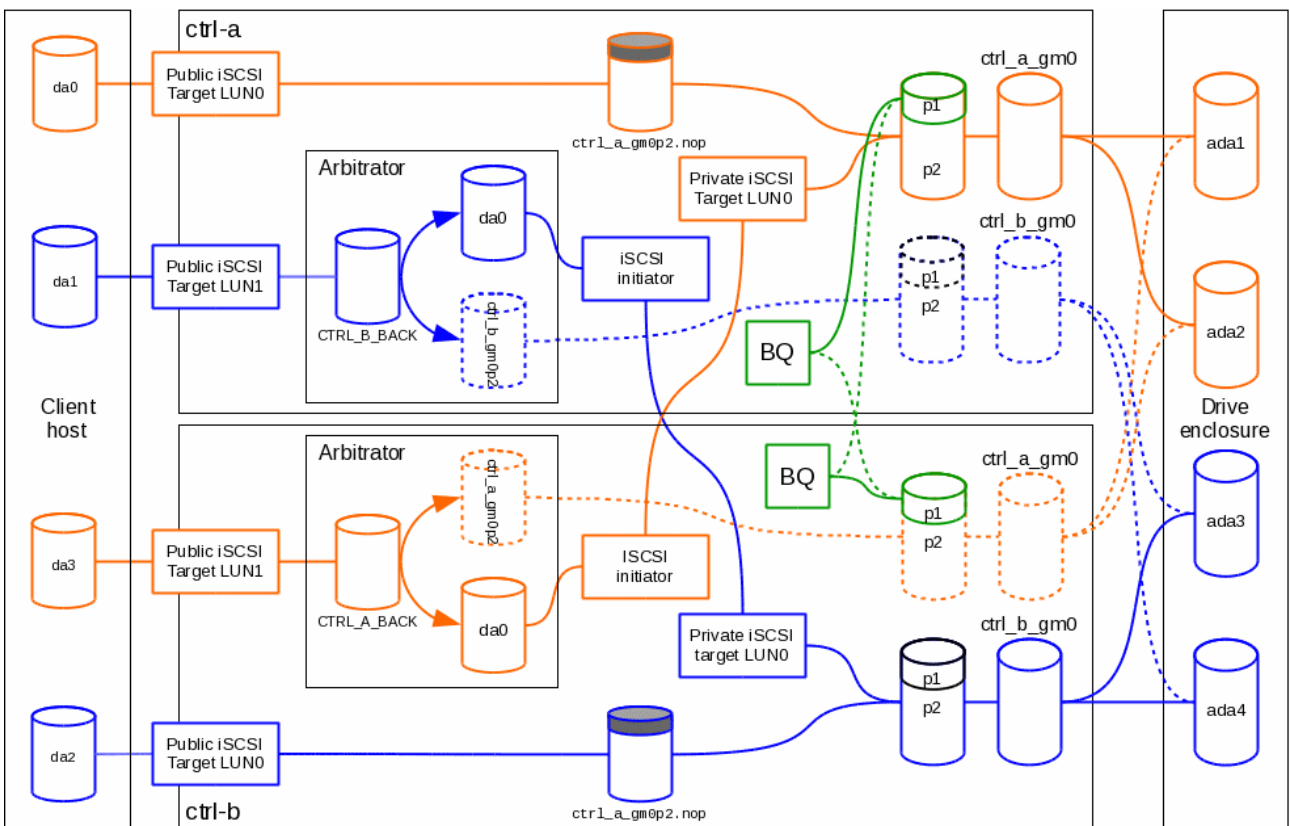 ctrl-a
da0
Public iSCSI
Target LUN0
ctrl_a_gm0p2.nop
p1
p2
ctrl_a_gm0
ada1
Arbitrator
da0
Private iSCSI
Target LUN0
da1
Public iSCSI
Target LUN1
CTRL_B_BACK
ctrl_b_gm0p2
iSCSI
initiator
p1
p2
ctrl_b_gm0
ada2
BQ
Client
host
Drive
enclosure
Arbitrator
ctrl_a_gm0p2
BQ
p1
p2
ctrl_a_gm0
ada3
da3
Public iSCSI
Target LUN1
CTRL_A_BACK
da0
ISCSI
initiator
Private iSCSI
target LUN0
p1
p2
ctrl_b_gm0
ada4
da2
Public iSCSI
Target LUN0
ctrl_a_gm0p2.nop
ctrl-b